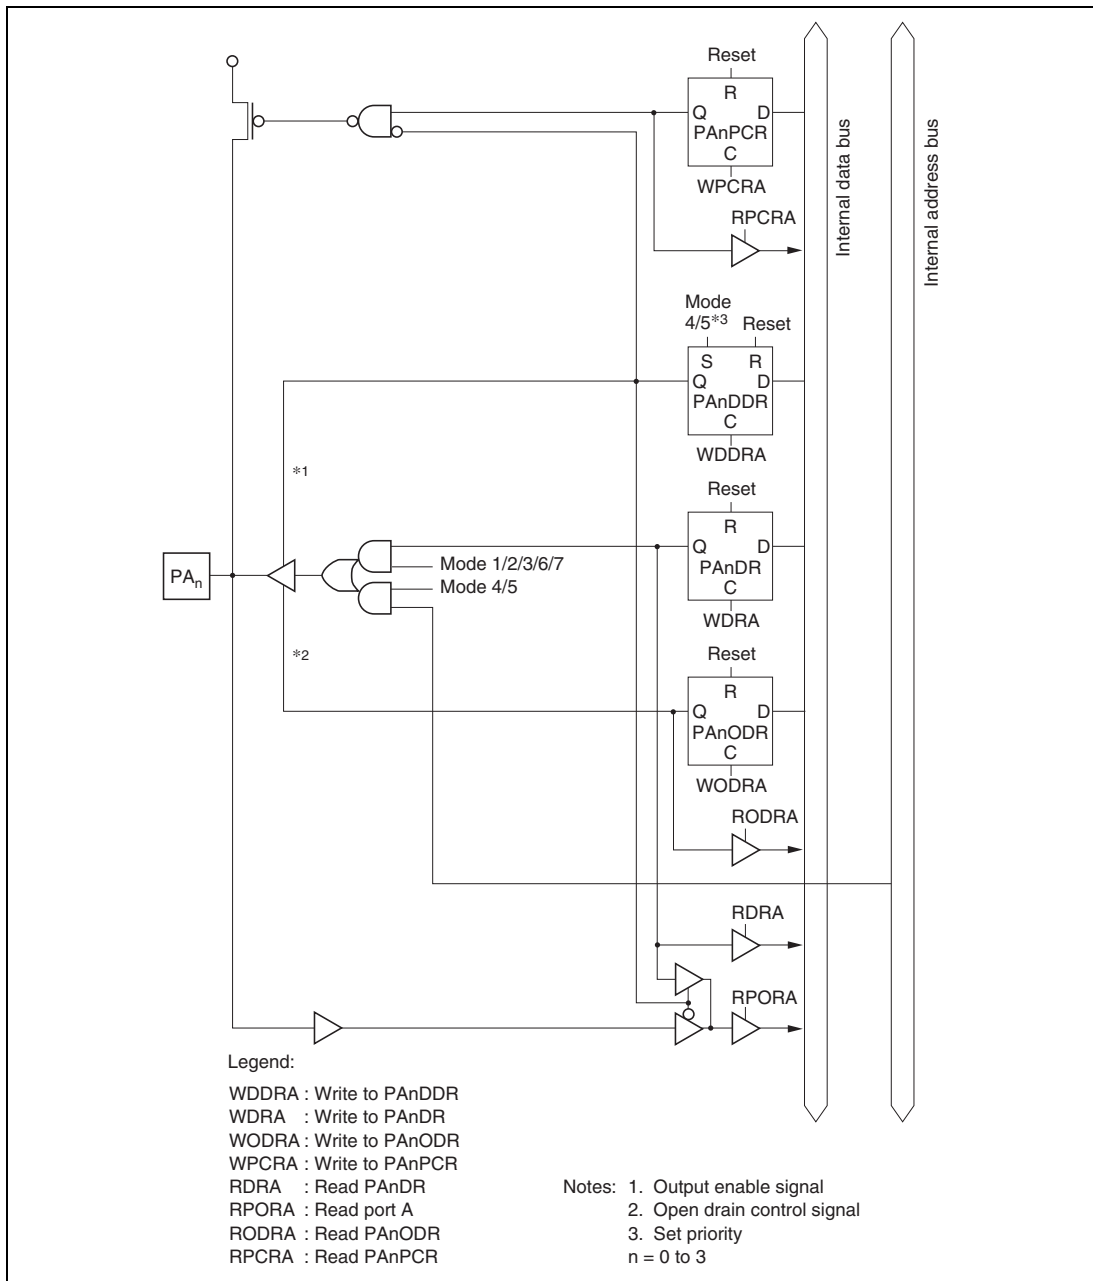 Reset
R
Q D
PAnPCR
C
WPCRA
RPCRA
Internal data bus
Internal address bus
Mode
4/5*3 Reset
S R
Q D
PAnDDR
C
WDDRA
*1
Reset
R
Q D
PAnDR
C
WDRA
Mode 1/2/3/6/7
Mode 4/5
PAn
*2
Reset
R
Q D
PAnODR
C
WODRA
RODRA
RDRA
RPORA
Legend:
WDDRA : Write to PAnDDR
WDRA : Write to PAnDR
WODRA : Write to PAnODR
WPCRA : Write to PAnPCR
RDRA : Read PAnDR
RPORA : Read port A
RODRA : Read PAnODR
RPCRA : Read PAnPCR
Notes: 1. Output enable signal
2. Open drain control signal
3. Set priority
n = 0 to 3